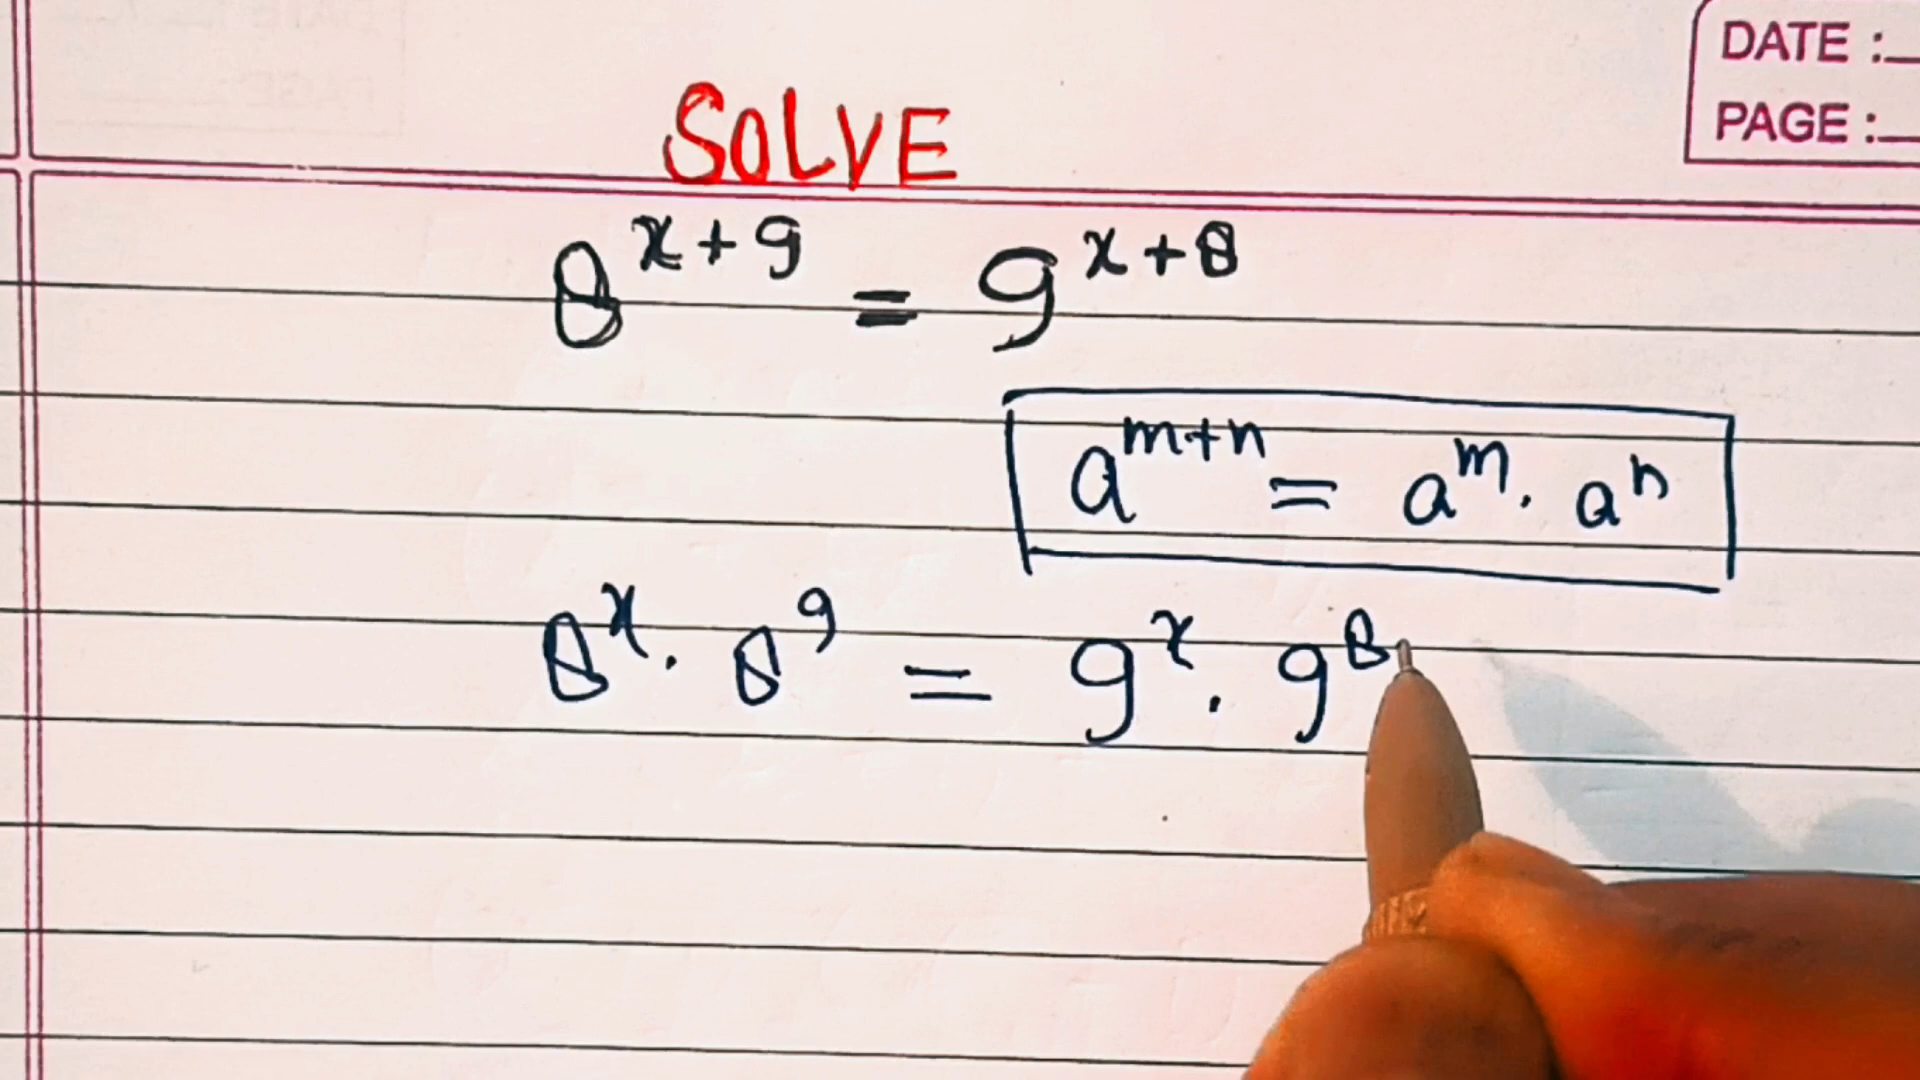 DATE :
PAGE :
SOLVE
8^{x+9} = 9^{x+8}
a^{m+n} = a^m . a^n
8^x . 8^9 = 9^x . 9^8